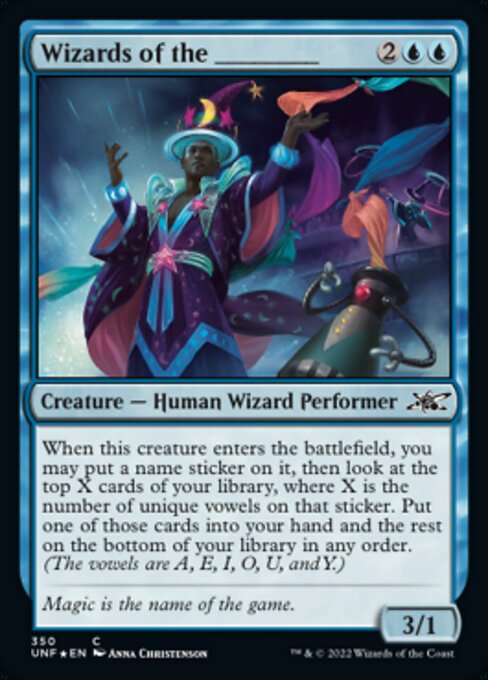 Wizards of the ________ 2
Creature — Human Wizard Performer
When this creature enters the battlefield, you
may put a name sticker on it, then look at the
top X cards of your library, where X is the
number of unique vowels on that sticker. Put
one of those cards into your hand and the rest
on the bottom of your library in any order.
(The vowels are A, E, I, O, U, and Y.)
Magic is the name of the game.
3/1
350 C
UNF★EN Anna Christenson ™ & © 2022 Wizards of the Coast